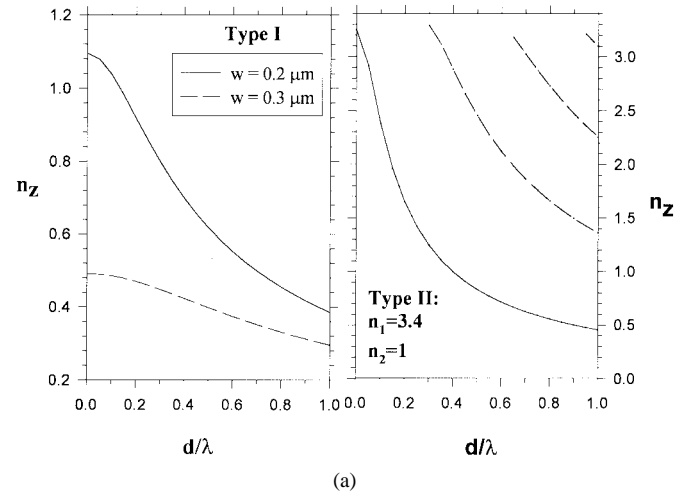 1.2
1.0
0.8
0.6
0.4
0.2
n_z
Type I
w = 0.2 μm
w = 0.3 μm
0.0 0.2 0.4 0.6 0.8 1.0
d/λ
Type II:
n₁=3.4
n₂=1
3.0
2.5
2.0
1.5
1.0
0.5
0.0
n_z
0.0 0.2 0.4 0.6 0.8 1.0
d/λ
(a)